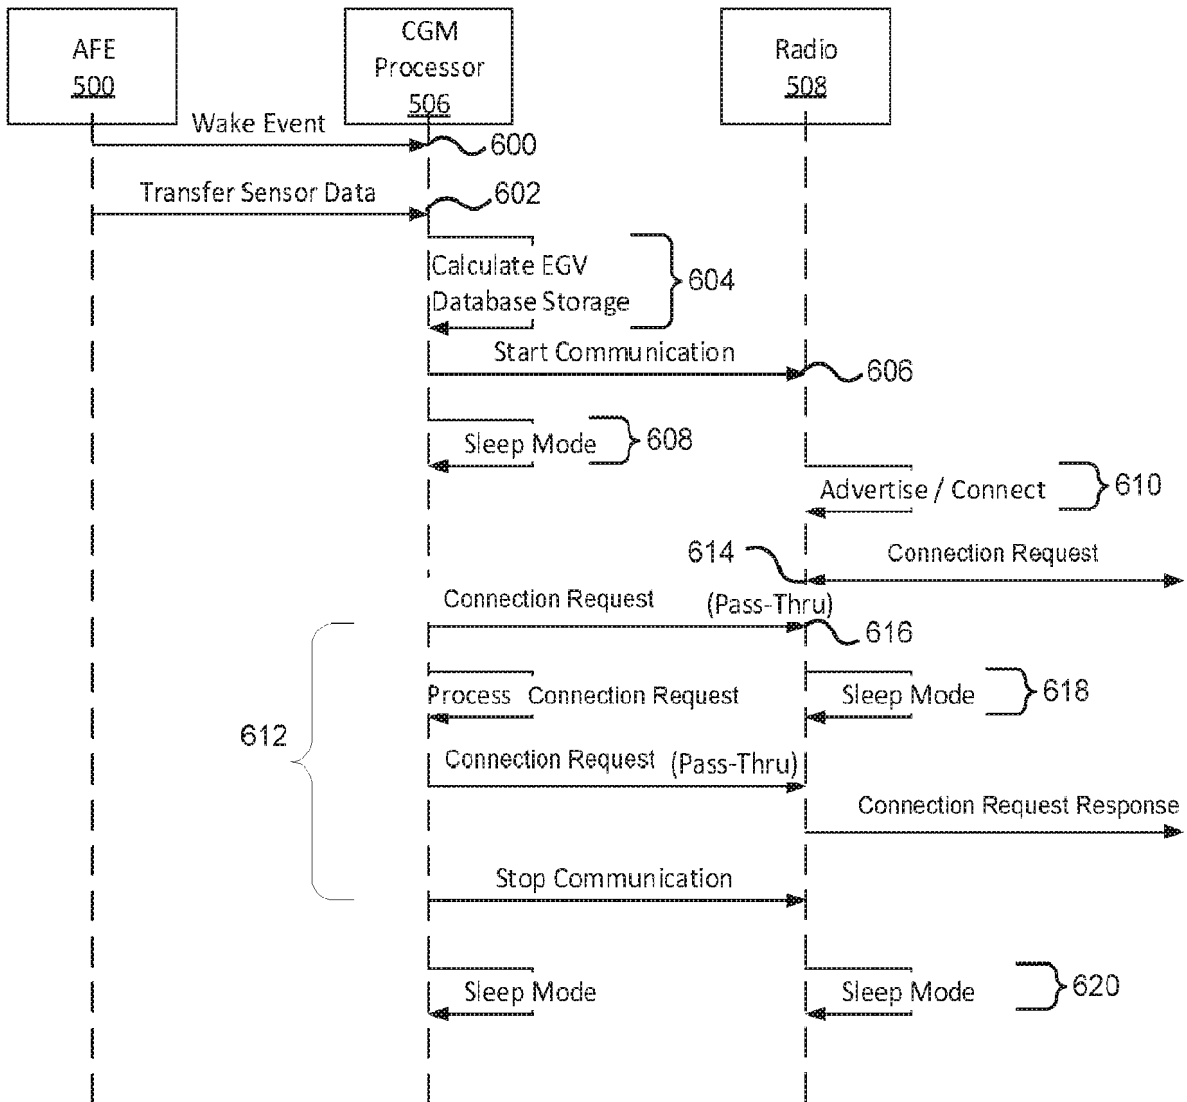 AFE
500
CGM
Processor
506
Radio
508
Wake Event
600
Transfer Sensor Data
602
Calculate EGV
Database Storage
604
Start Communication
606
Sleep Mode
608
Advertise / Connect
610
614
Connection Request
Connection Request (Pass-Thru)
616
Process Connection Request
Sleep Mode
618
612
Connection Request (Pass-Thru)
Connection Request Response
Stop Communication
Sleep Mode
Sleep Mode
620